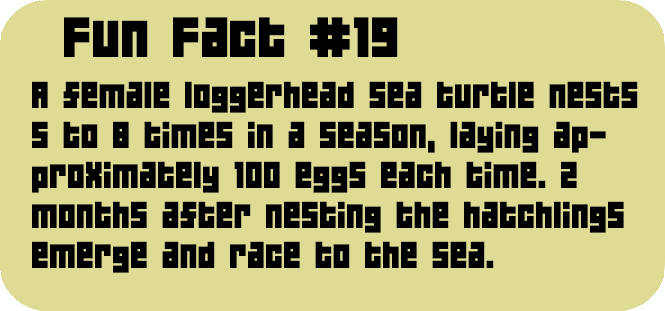 Fun Fact #19
A female loggerhead sea turtle nests
5 to 8 times in a season, laying ap-
proximately 100 eggs each time. 2
months after nesting the hatchlings
emerge and race to the sea.